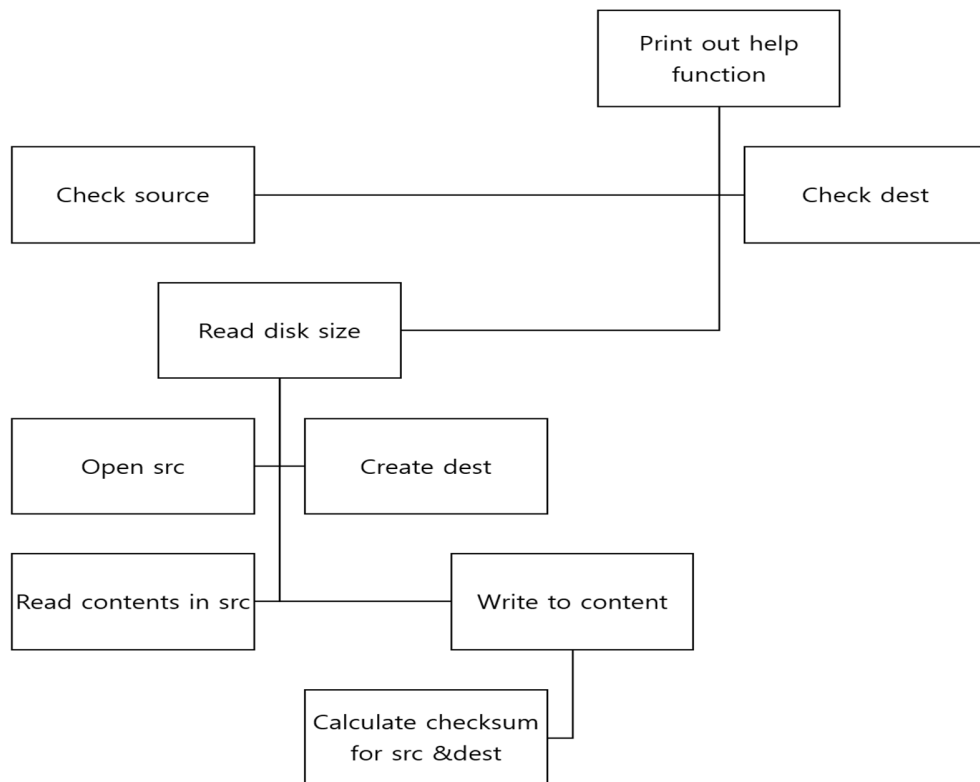 Print out help
function
Check source
Check dest
Read disk size
Open src
Create dest
Read contents in src
Write to content
Calculate checksum
for src &dest